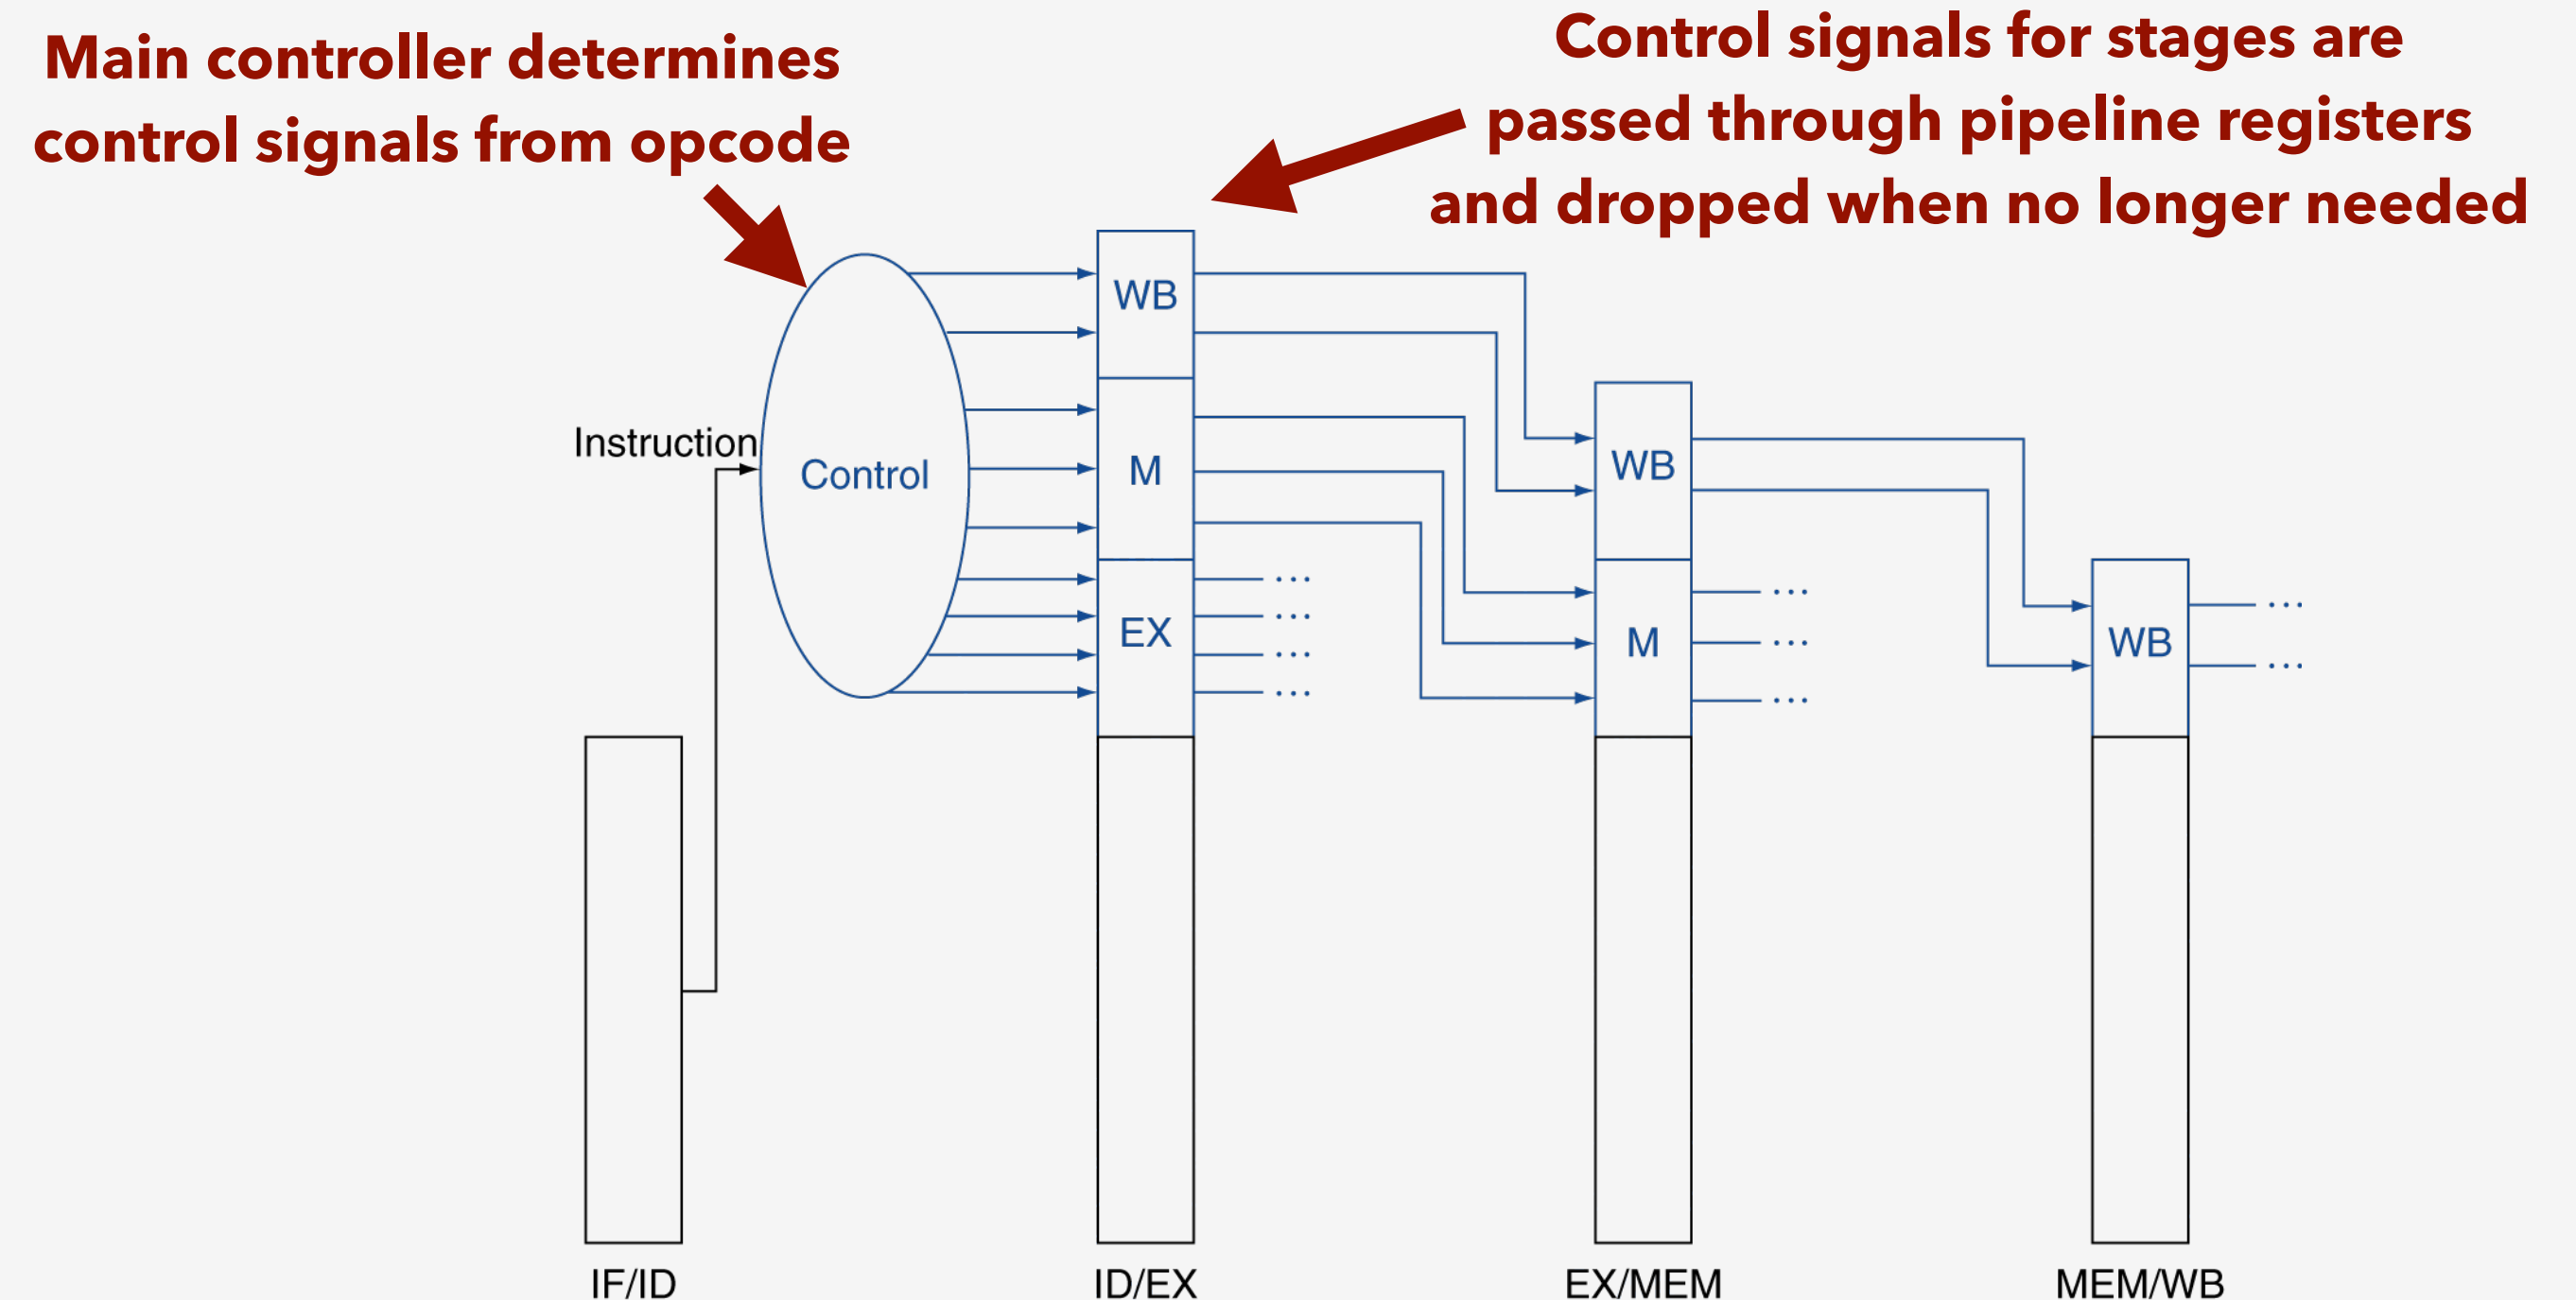 Main controller determines
control signals from opcode
Control signals for stages are
passed through pipeline registers
and dropped when no longer needed
Instruction
Control
WB
M
EX
...
...
...
...
WB
M
...
...
...
WB
...
...
IF/ID
ID/EX
EX/MEM
MEM/WB